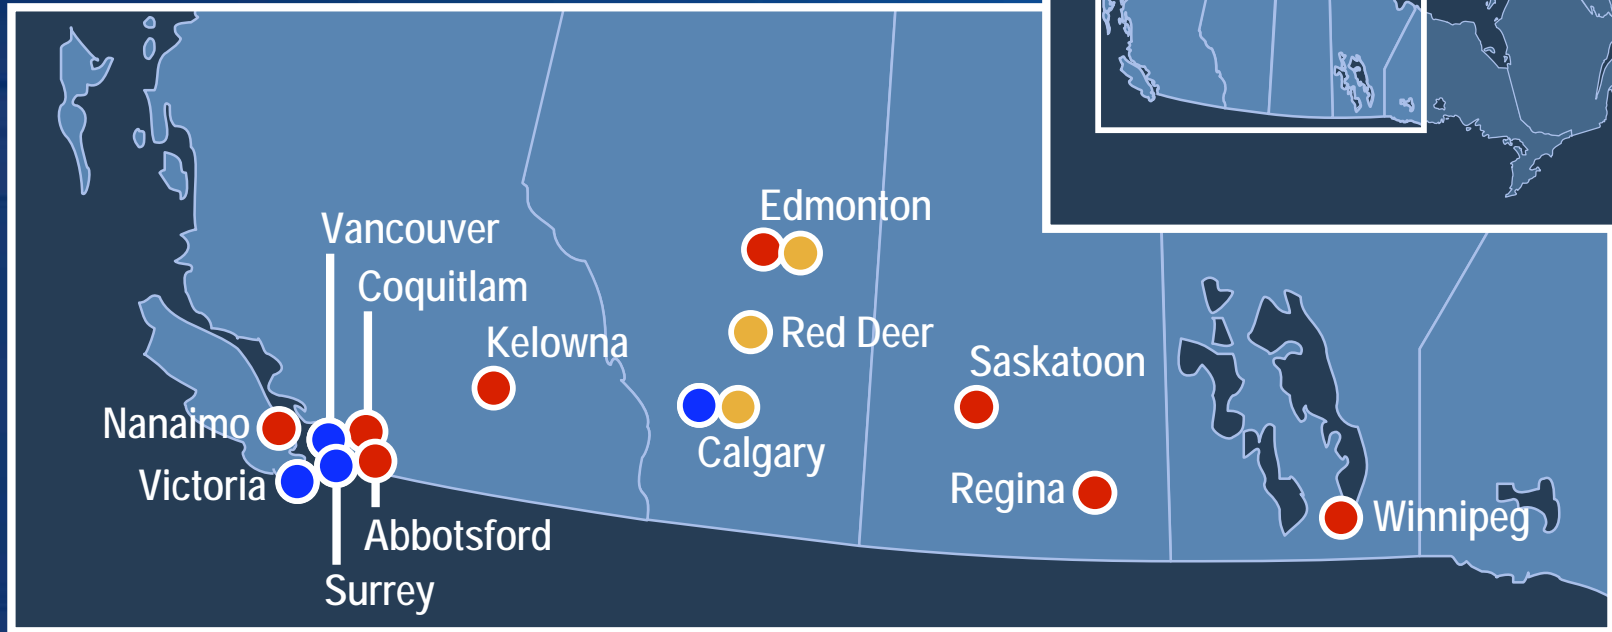 Edmonton
Vancouver
Coquitlam
Kelowna
Red Deer
Saskatoon
Nanaimo
Calgary
Victoria
Regina
Winnipeg
Abbotsford
Surrey